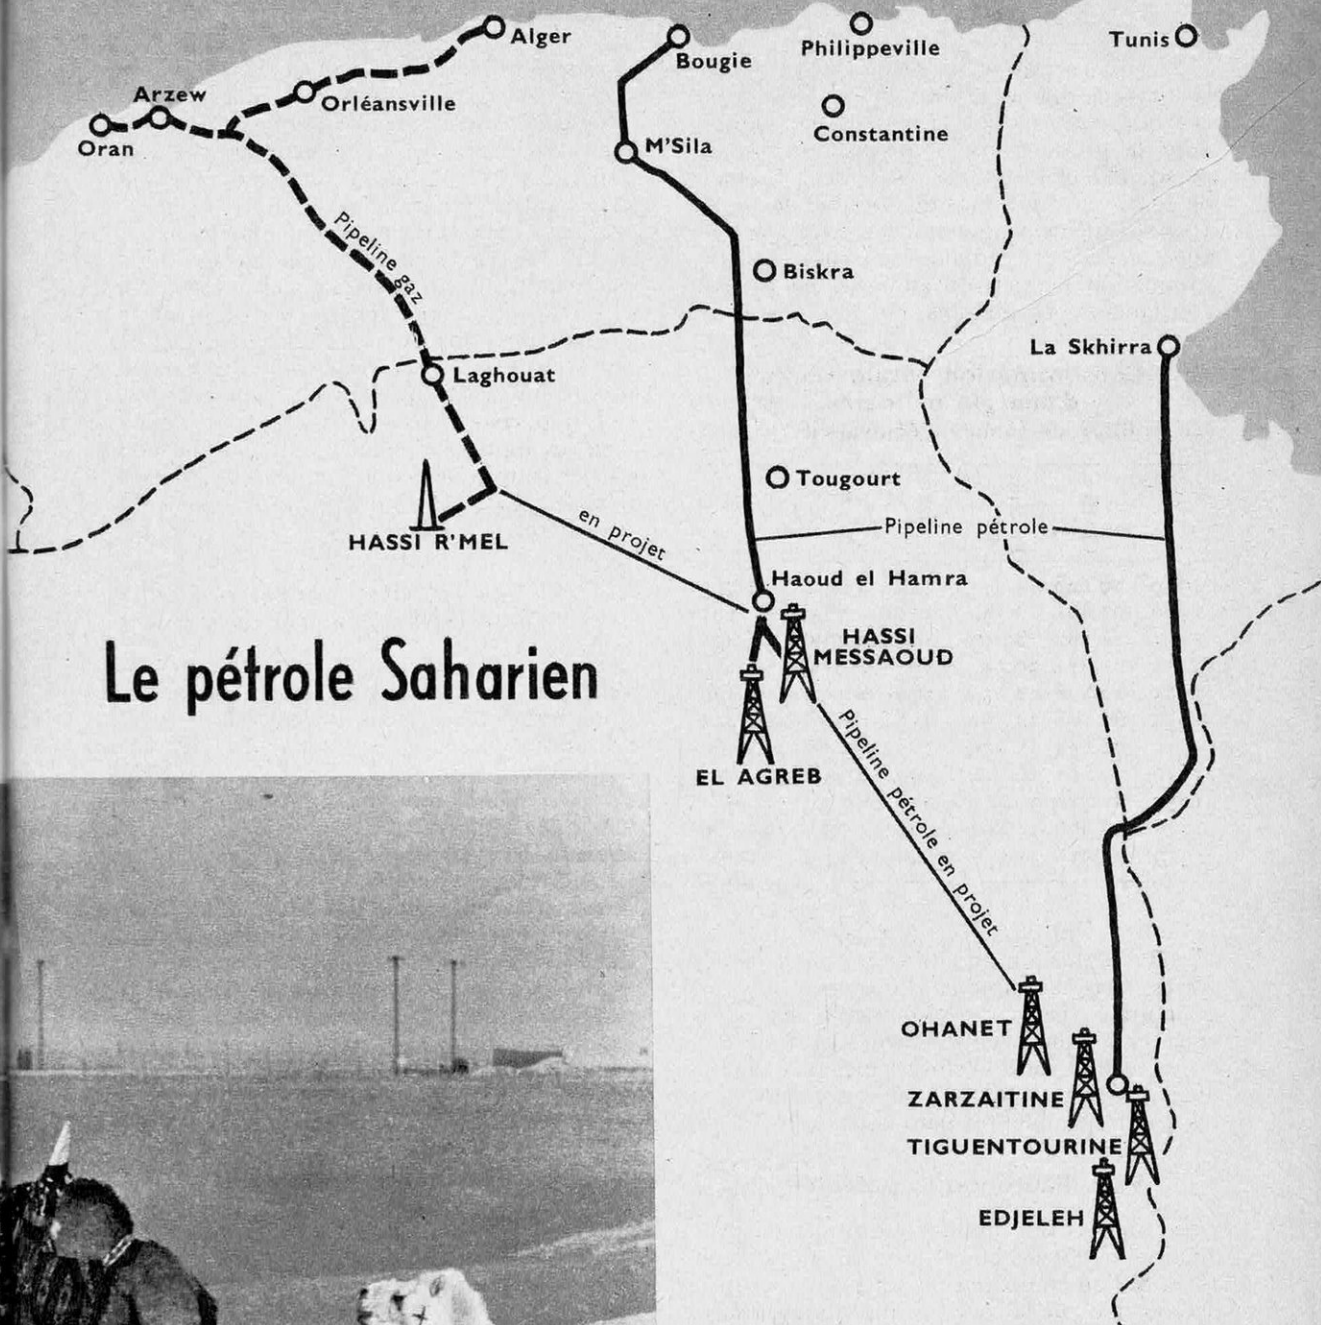 Alger
Bougie
Philippeville
Tunis
Arzew
Orléansville
Constantine
Oran
M'Sila
Pipeline gaz
Biskra
La Skhirra
Laghouat
Tougourt
en projet
Pipeline pétrole
HASSI R'MEL
Haoud el Hamra
HASSI
MESSAOUD
Le pétrole Saharien
EL AGREB
Pipeline pétrole en projet
OHANET
ZARZAITINE
TIGUENTOURINE
EDJELEH